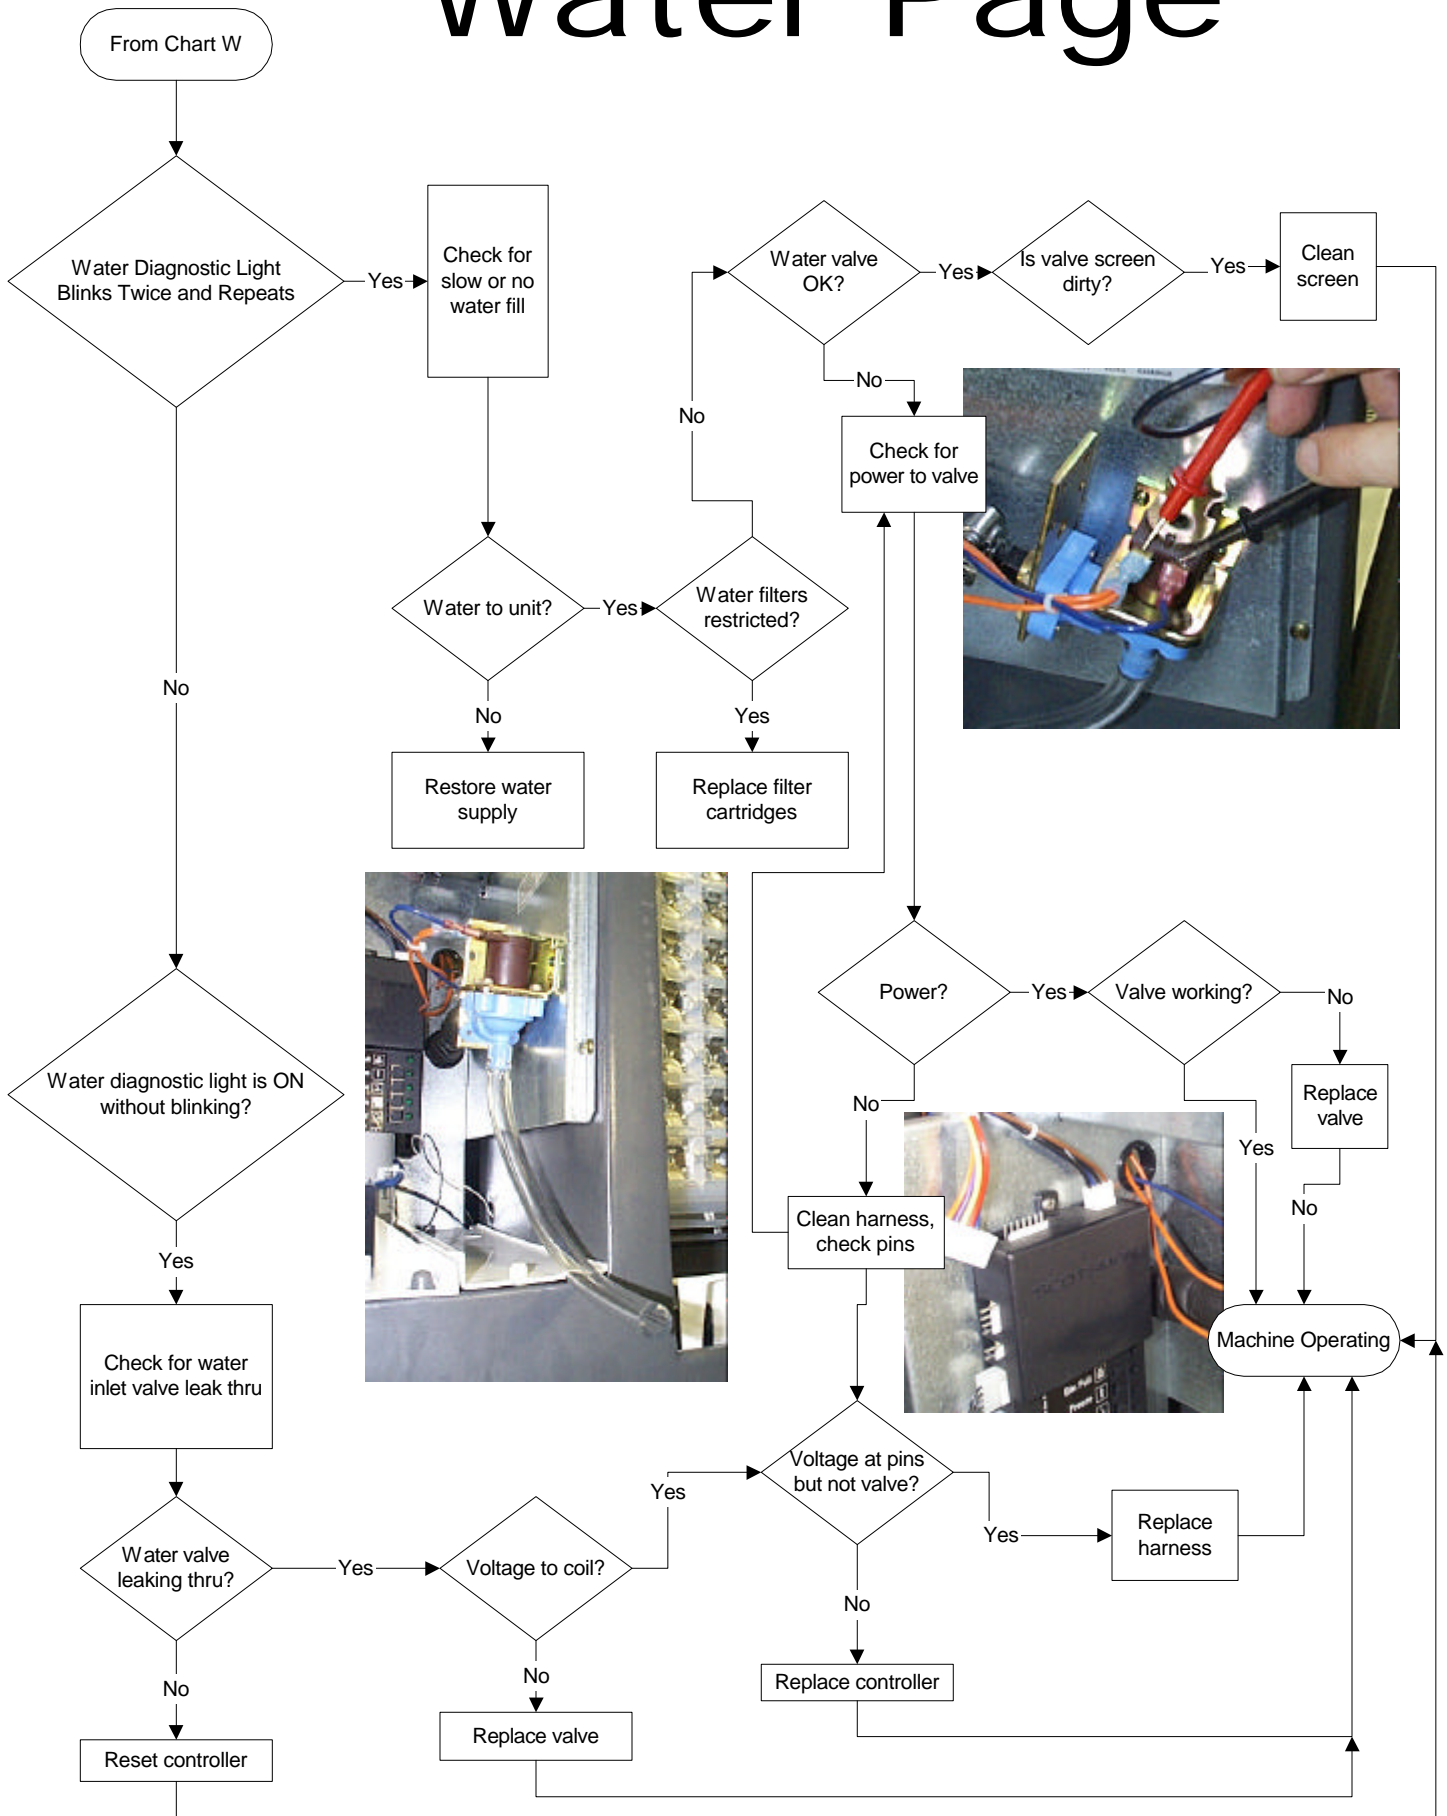 Water Page
From Chart W
Water Diagnostic Light
Blinks Twice and Repeats
Yes
Check for
slow or no
water fill
Water valve
OK?
Yes
Is valve screen
dirty?
Yes
Clean
screen
No
No
Check for
power to valve
Water to unit?
Yes
Water filters
restricted?
No
No
Yes
Restore water
supply
Replace filter
cartridges
Power?
Yes
Valve working?
No
Water diagnostic light is ON
without blinking?
No
Replace
valve
Yes
Clean harness,
check pins
No
Yes
Machine Operating
Check for water
inlet valve leak thru
Bin Full
Freeze
Voltage at pins
but not valve?
Yes
Yes
Replace
harness
Water valve
leaking thru?
Yes
Voltage to coil?
No
No
No
Replace controller
Reset controller
Replace valve